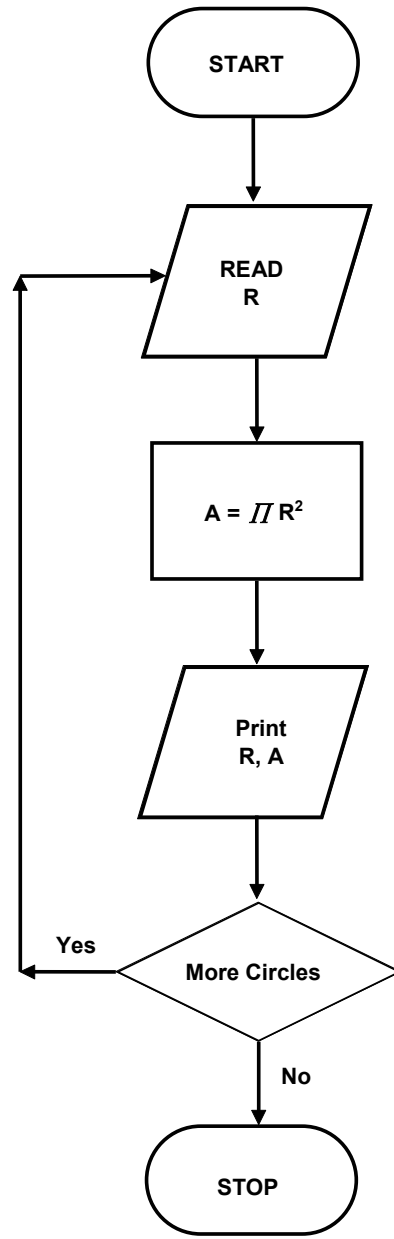 START
READ
R
A = Π R²
Print
R, A
Yes
More Circles
No
STOP